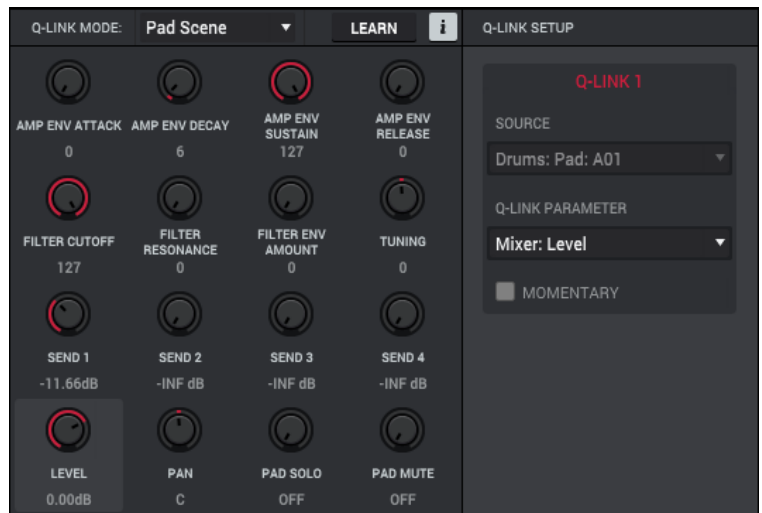 Q-LINK MODE: Pad Scene LEARN i Q-LINK SETUP
AMP ENV ATTACK AMP ENV DECAY AMP ENV SUSTAIN AMP ENV RELEASE
0 6 127 0
FILTER CUTOFF FILTER RESONANCE FILTER ENV AMOUNT TUNING
127 0 0 0
SEND 1 SEND 2 SEND 3 SEND 4
-11.66dB -INF dB -INF dB -INF dB
LEVEL PAN PAD SOLO PAD MUTE
0.00dB C OFF OFF
Q-LINK 1
SOURCE
Drums: Pad: A01
Q-LINK PARAMETER
Mixer: Level
MOMENTARY